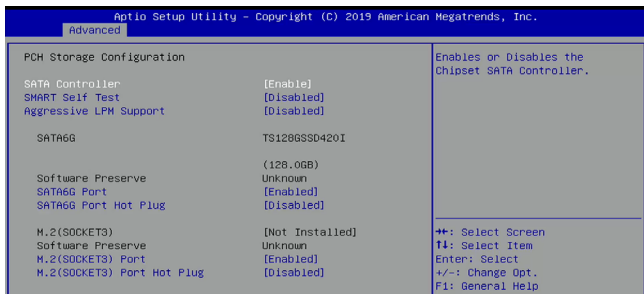 Aptio Setup Utility – Copyright (C) 2019 American Megatrends, Inc.
Advanced
PCH Storage Configuration
SATA Controller [Enable]
SMART Self Test [Disabled]
Aggressive LPM Support [Disabled]
SATA6G TS128GSSD420I
(128.0GB)
Software Preserve Unknown
SATA6G Port [Enabled]
SATA6G Port Hot Plug [Disabled]
M.2(SOCKET3) [Not Installed]
Software Preserve Unknown
M.2(SOCKET3) Port [Enabled]
M.2(SOCKET3) Port Hot Plug [Disabled]
Enables or Disables the
Chipset SATA Controller.
→←: Select Screen
↑↓: Select Item
Enter: Select
+/-: Change Opt.
F1: General Help